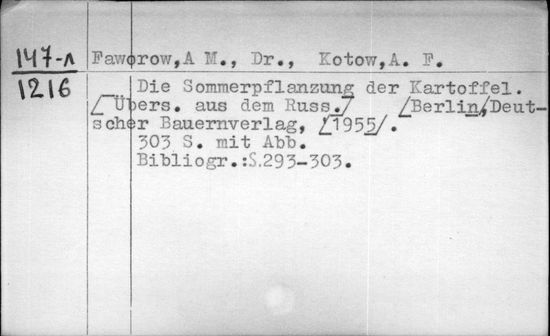 147-л
1216
Faworow,A M., Dr., Kotow,A. F.
Die Sommerpflanzung der Kartoffel.
/Übers. aus dem Russ./ /Berlin/,Deut-
scher Bauernverlag, /1955/.
303 S. mit Abb.
Bibliogr.:S.293-303.